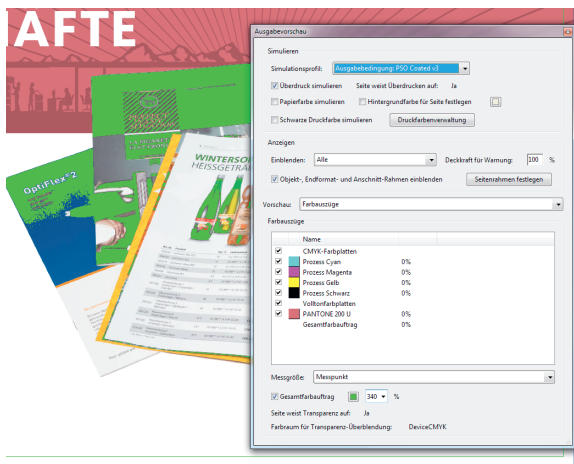 AFTE
OptiFlex®2
WINTERSO
HEISSGETRÄ
Ausgabevorschau
Simulieren
Simulationsprofil: Ausgabebedingung: PSO Coated v3
Überdruck simulieren Seite weist Überdrucken auf: Ja
Papierfarbe simulieren Hintergrundfarbe für Seite festlegen
Schwarze Druckfarbe simulieren Druckfarbenverwaltung
Anzeigen
Einblenden: Alle Deckkraft für Warnung: 100 %
Objekt-, Endformat- und Anschnitt-Rahmen einblenden Seitenrahmen festlegen
Vorschau: Farbauszüge
Farbauszüge
Name
CMYK-Farbplatten
Prozess Cyan 0%
Prozess Magenta 0%
Prozess Gelb 0%
Prozess Schwarz 0%
Volltonfarbplatten
PANTONE 200 U 0%
Gesamtfarbauftrag 0%
Messgröße: Messpunkt
Gesamtfarbauftrag 340 %
Seite weist Transparenz auf: Ja
Farbraum für Transparenz-Überblendung: DeviceCMYK